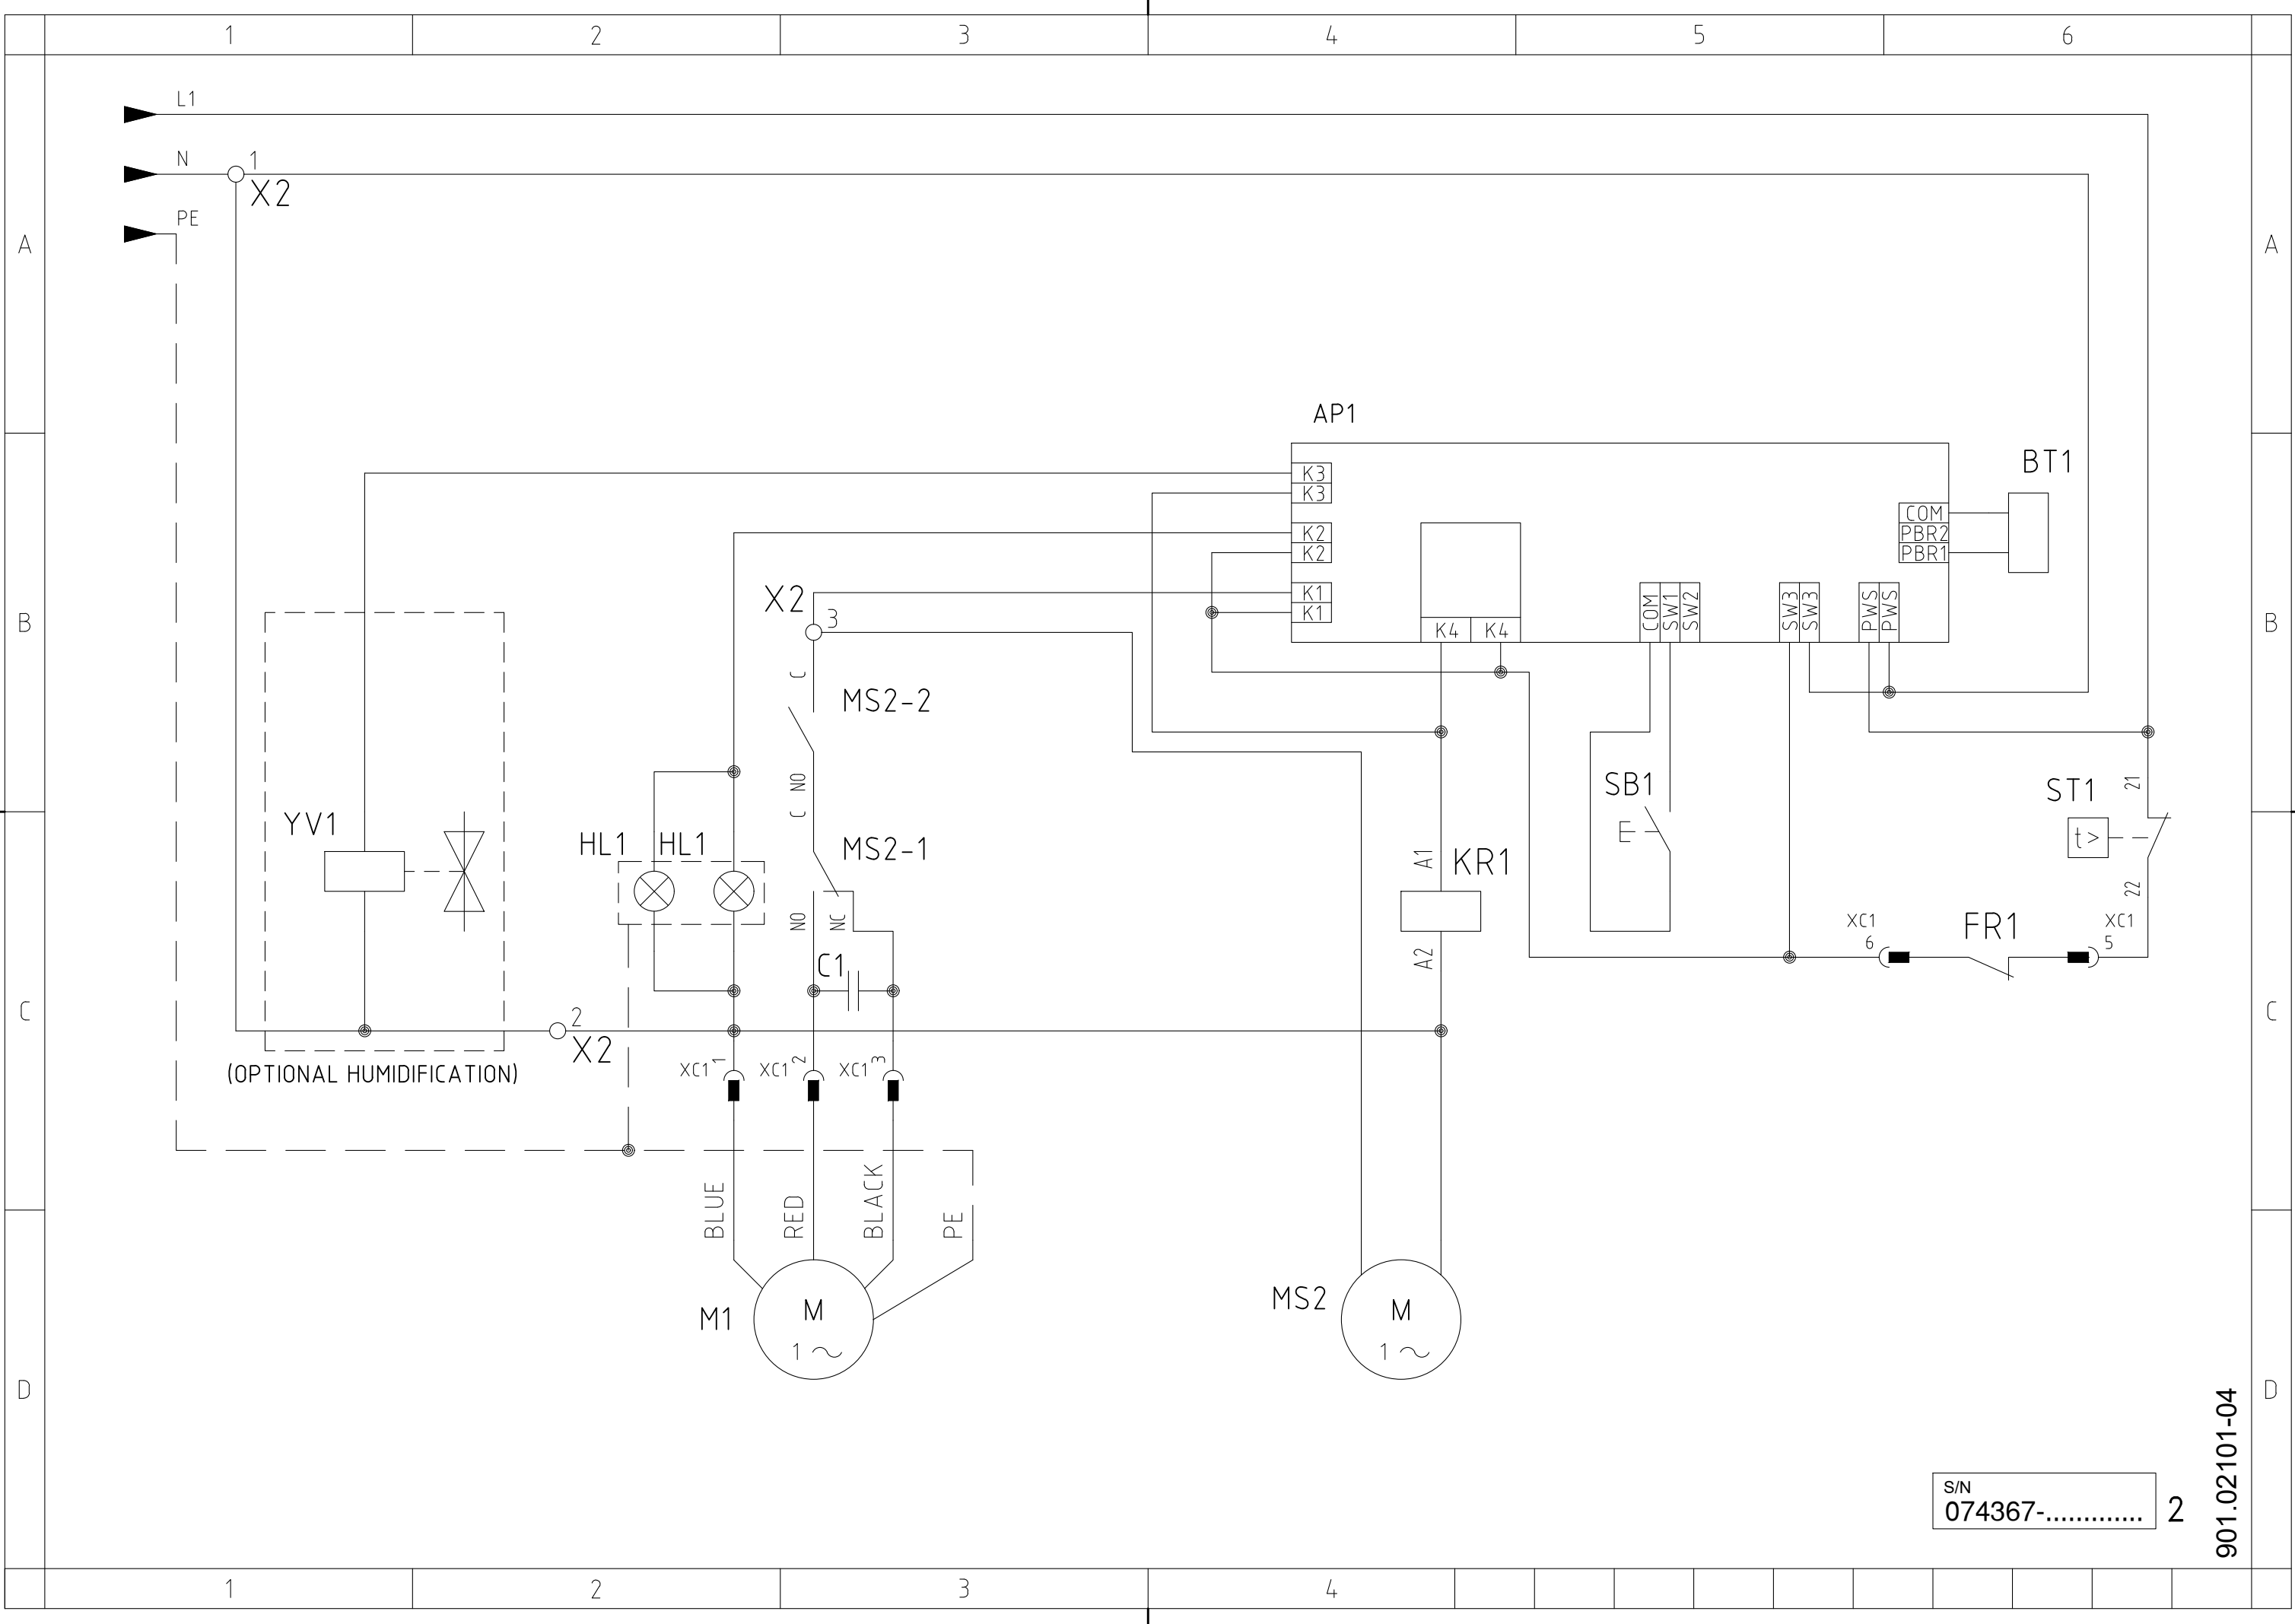 1 2 3 4 5 6
L1
N 1
X2
PE
A A
AP1
BT1
K3
K3
COM
K2 PBR2
K2 PBR1
X2 K1
3 K1
COM SW1 SW2 SW3 SW3 PWS PWS
B B
K4 K4
C
MS2-2
NO
SB1
E
ST1
21
C
YV1
HL1 HL1
MS2-1
A1
KR1
t>
22
NO NC
XC1 FR1 XC1
6 5
C1
A2
C C
2
X2
(OPTIONAL HUMIDIFICATION)
XC1 1 XC1 2 XC1 3
BLUE
RED
BLACK
PE
MS2
M1
M M
1 1
D D
S/N
074367-.............
2
901.02101-04
1 2 3 4